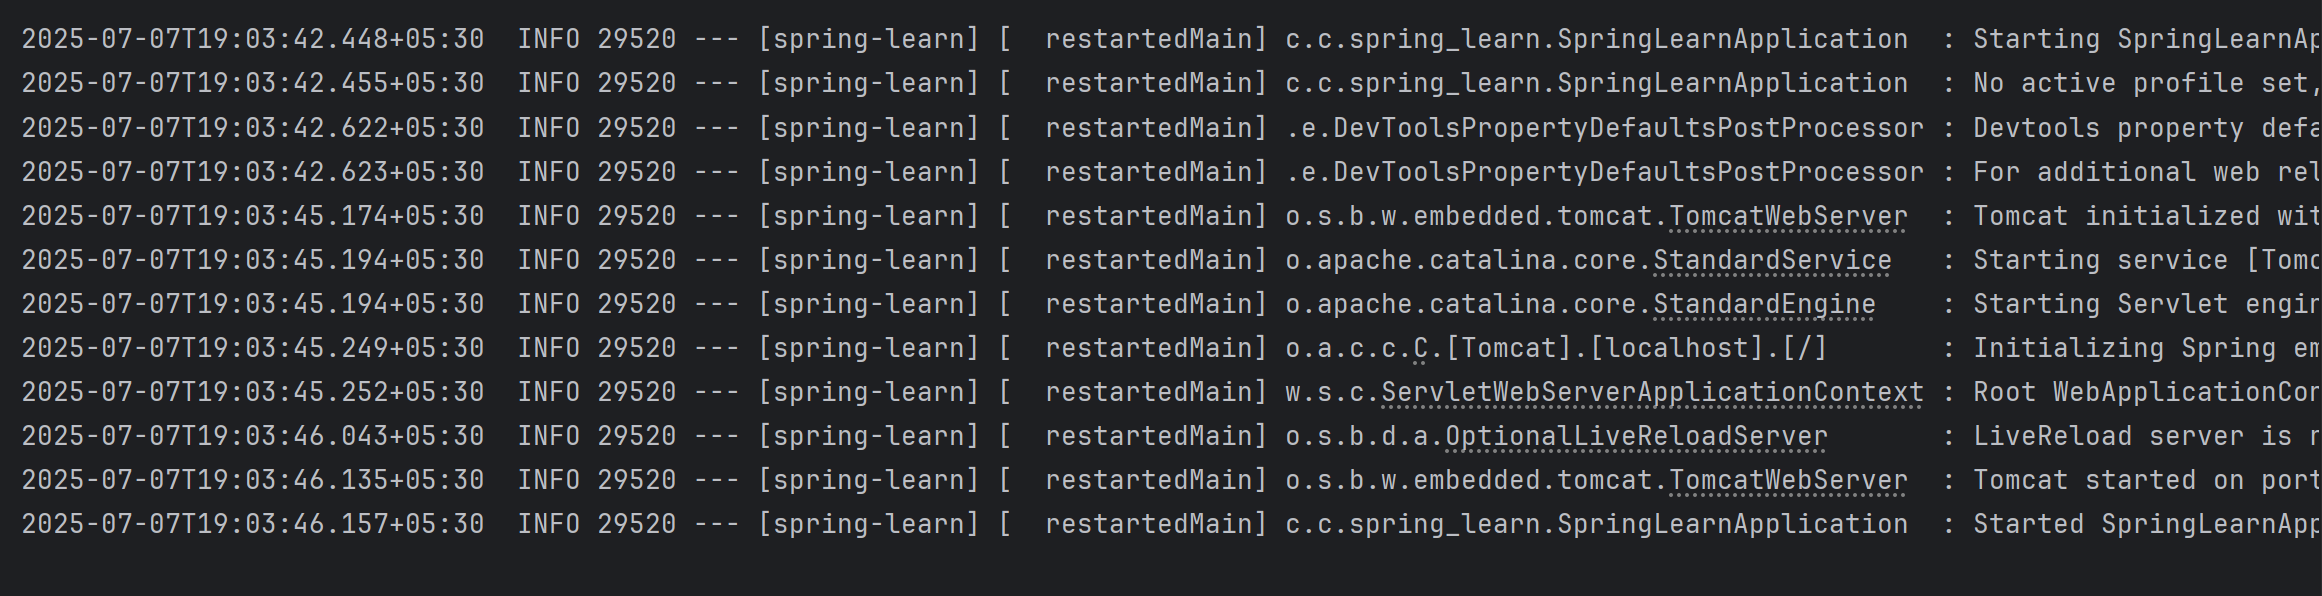 2025-07-07T19:03:42.448+05:30  INFO 29520 --- [spring-learn] [  restartedMain] c.c.spring_learn.SpringLearnApplication  : Starting SpringLearnAp
2025-07-07T19:03:42.455+05:30  INFO 29520 --- [spring-learn] [  restartedMain] c.c.spring_learn.SpringLearnApplication  : No active profile set,
2025-07-07T19:03:42.622+05:30  INFO 29520 --- [spring-learn] [  restartedMain] .e.DevToolsPropertyDefaultsPostProcessor : Devtools property defa
2025-07-07T19:03:42.623+05:30  INFO 29520 --- [spring-learn] [  restartedMain] .e.DevToolsPropertyDefaultsPostProcessor : For additional web rel
2025-07-07T19:03:45.174+05:30  INFO 29520 --- [spring-learn] [  restartedMain] o.s.b.w.embedded.tomcat.TomcatWebServer  : Tomcat initialized wit
2025-07-07T19:03:45.194+05:30  INFO 29520 --- [spring-learn] [  restartedMain] o.apache.catalina.core.StandardService   : Starting service [Tomc
2025-07-07T19:03:45.194+05:30  INFO 29520 --- [spring-learn] [  restartedMain] o.apache.catalina.core.StandardEngine    : Starting Servlet engin
2025-07-07T19:03:45.249+05:30  INFO 29520 --- [spring-learn] [  restartedMain] o.a.c.c.C.[Tomcat].[localhost].[/]       : Initializing Spring em
2025-07-07T19:03:45.252+05:30  INFO 29520 --- [spring-learn] [  restartedMain] w.s.c.ServletWebServerApplicationContext : Root WebApplicationCon
2025-07-07T19:03:46.043+05:30  INFO 29520 --- [spring-learn] [  restartedMain] o.s.b.d.a.OptionalLiveReloadServer       : LiveReload server is r
2025-07-07T19:03:46.135+05:30  INFO 29520 --- [spring-learn] [  restartedMain] o.s.b.w.embedded.tomcat.TomcatWebServer  : Tomcat started on port
2025-07-07T19:03:46.157+05:30  INFO 29520 --- [spring-learn] [  restartedMain] c.c.spring_learn.SpringLearnApplication  : Started SpringLearnApp